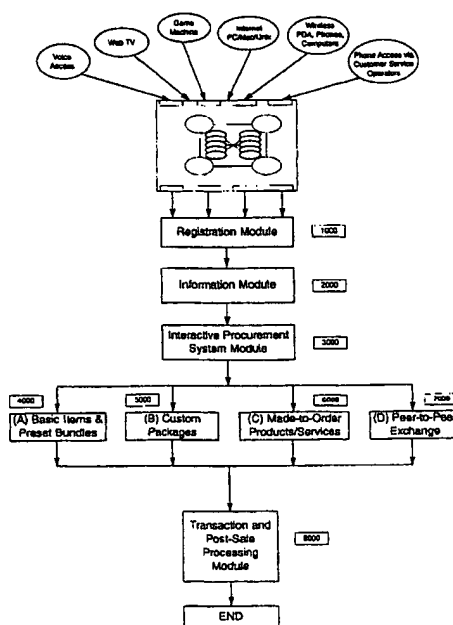 Voice
Access
Web TV
Game
Machine
Internet
PC/Mac/Unix
Wireless
PDA, Phones,
Computers
Phone Access via
Customer Service
Operators
Registration Module
1000
Information Module
2000
Interactive Procurement
System Module
3000
4000
(A) Basic Items &
Preset Bundles
5000
(B) Custom
Packages
6000
(C) Made-to-Order
Products/Services
7000
(D) Peer-to-Peer
Exchange
Transaction and
Post-Sale
Processing
Module
8000
END